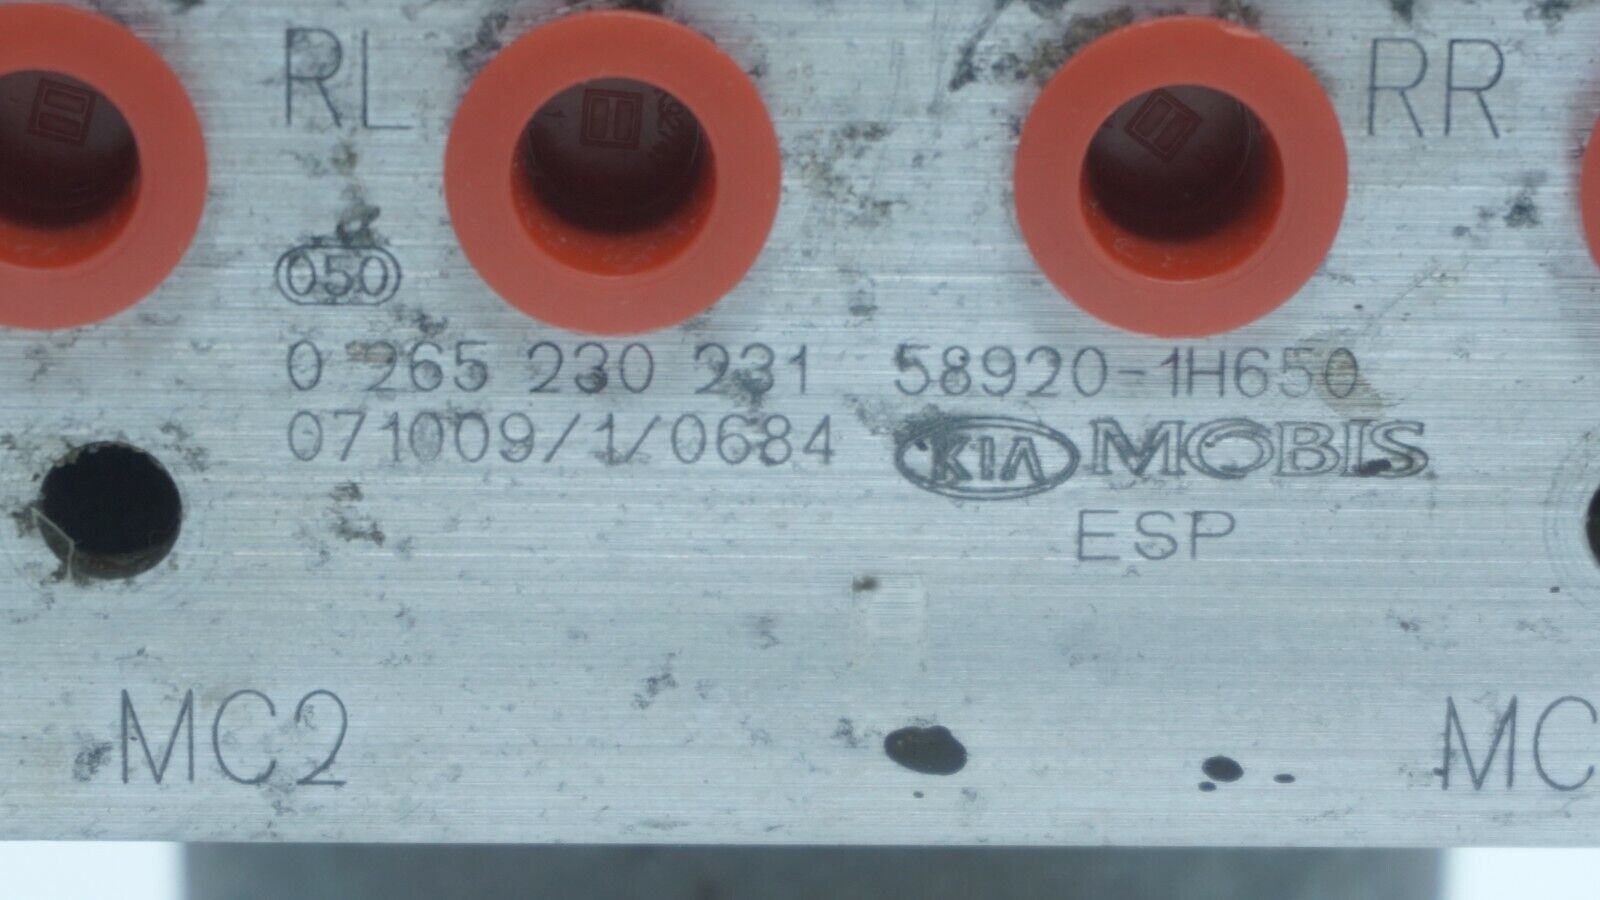 RL RR
050
0 265 230 231 58920-1H650
071009/1/0684 KIA MOBIS
ESP
MC2 MC